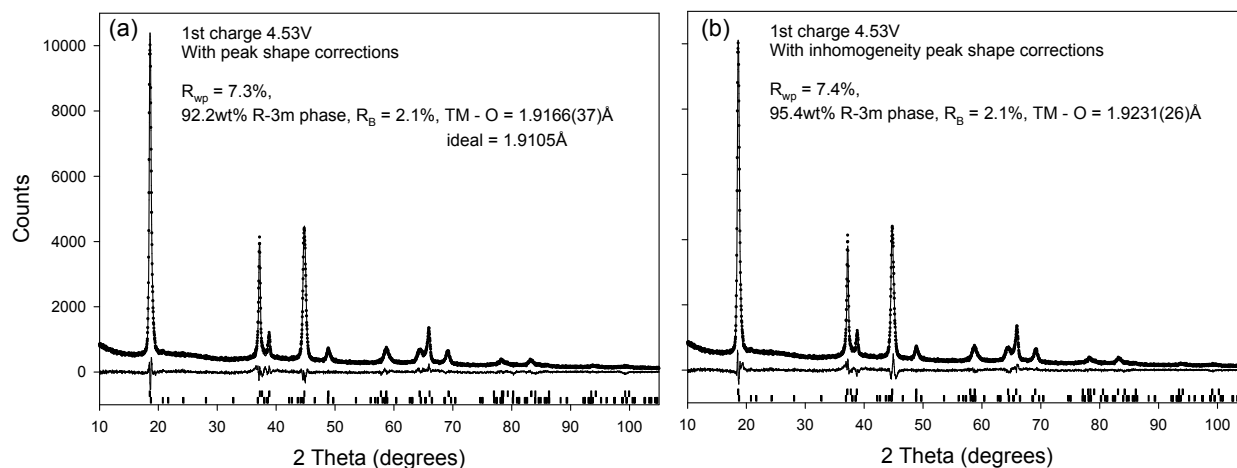 (a)
1st charge 4.53V
With peak shape corrections
R_wp = 7.3%,
92.2wt% R-3m phase, R_B = 2.1%, TM - O = 1.9166(37)Å
ideal = 1.9105Å
Counts
10000
8000
6000
4000
2000
0
10 20 30 40 50 60 70 80 90 100
2 Theta (degrees)
(b)
1st charge 4.53V
With inhomogeneity peak shape corrections
R_wp = 7.4%,
95.4wt% R-3m phase, R_B = 2.1%, TM - O = 1.9231(26)Å
10 20 30 40 50 60 70 80 90 100
2 Theta (degrees)